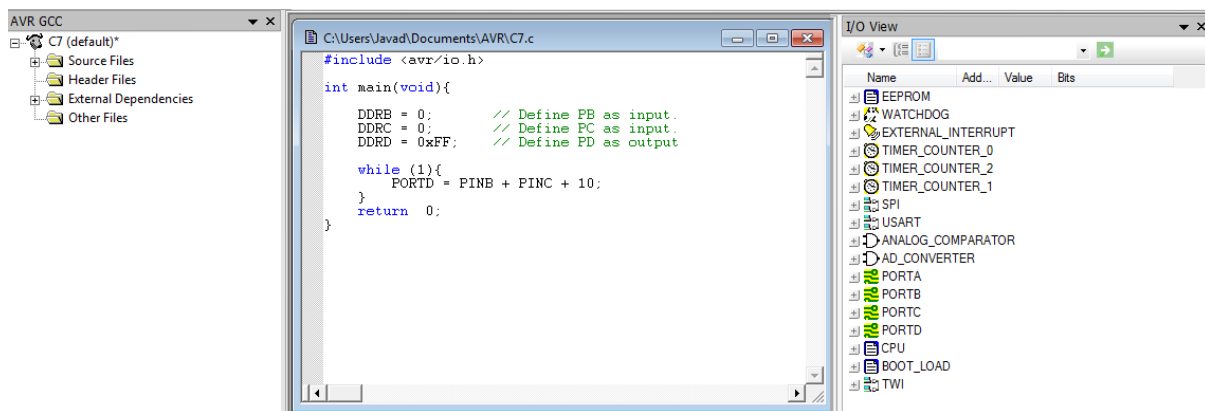 AVR GCC
C7 (default)*
Source Files
Header Files
External Dependencies
Other Files
C:\Users\Javad\Documents\AVR\C7.c
#include <avr/io.h>
int main(void){
DDRB = 0; // Define PB as input.
DDRC = 0; // Define PC as input.
DDRD = 0xFF; // Define PD as output
while (1){
PORTD = PINB + PINC + 10;
}
return 0;
}
I/O View
Name Add... Value Bits
EEPROM
WATCHDOG
EXTERNAL_INTERRUPT
TIMER_COUNTER_0
TIMER_COUNTER_2
TIMER_COUNTER_1
SPI
USART
ANALOG_COMPARATOR
AD_CONVERTER
PORTA
PORTB
PORTC
PORTD
CPU
BOOT_LOAD
TWI